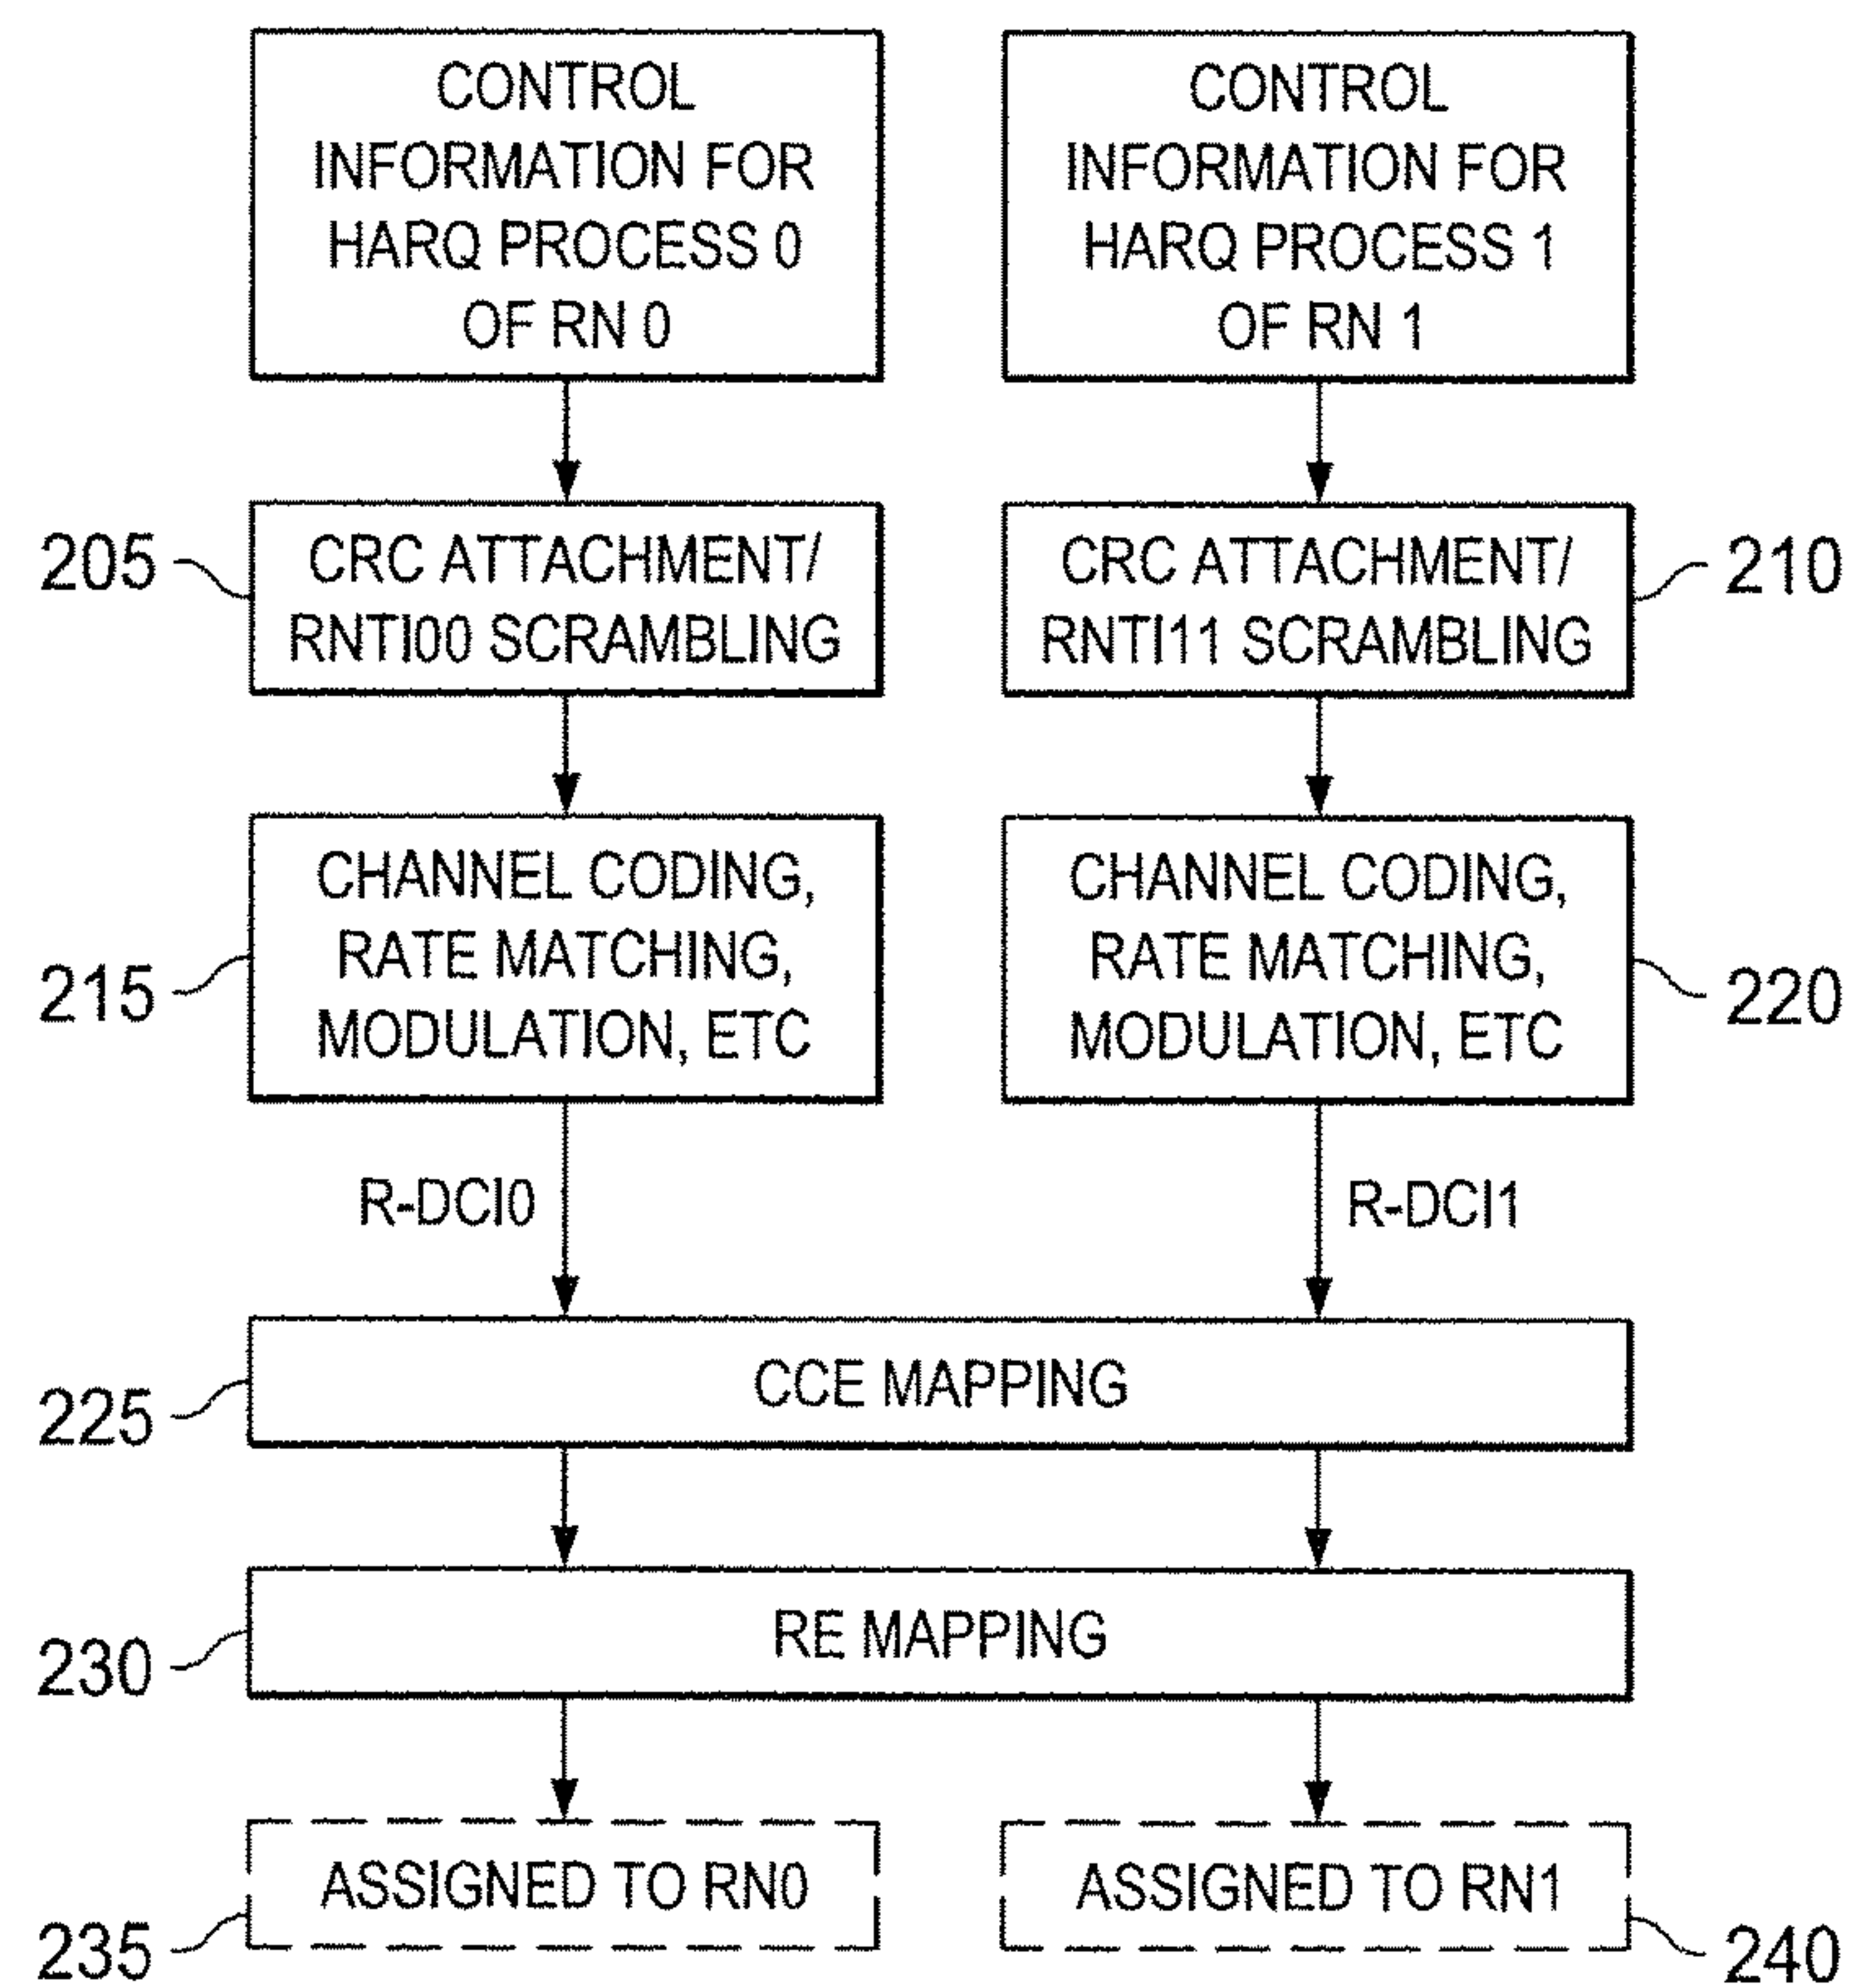 CONTROL
INFORMATION FOR
HARQ PROCESS 0
OF RN 0
CONTROL
INFORMATION FOR
HARQ PROCESS 1
OF RN 1
205
CRC ATTACHMENT/
RNTI00 SCRAMBLING
CRC ATTACHMENT/
RNTI11 SCRAMBLING
210
215
CHANNEL CODING,
RATE MATCHING,
MODULATION, ETC
CHANNEL CODING,
RATE MATCHING,
MODULATION, ETC
220
R-DCI0
R-DCI1
225
CCE MAPPING
230
RE MAPPING
235
ASSIGNED TO RN0
ASSIGNED TO RN1
240